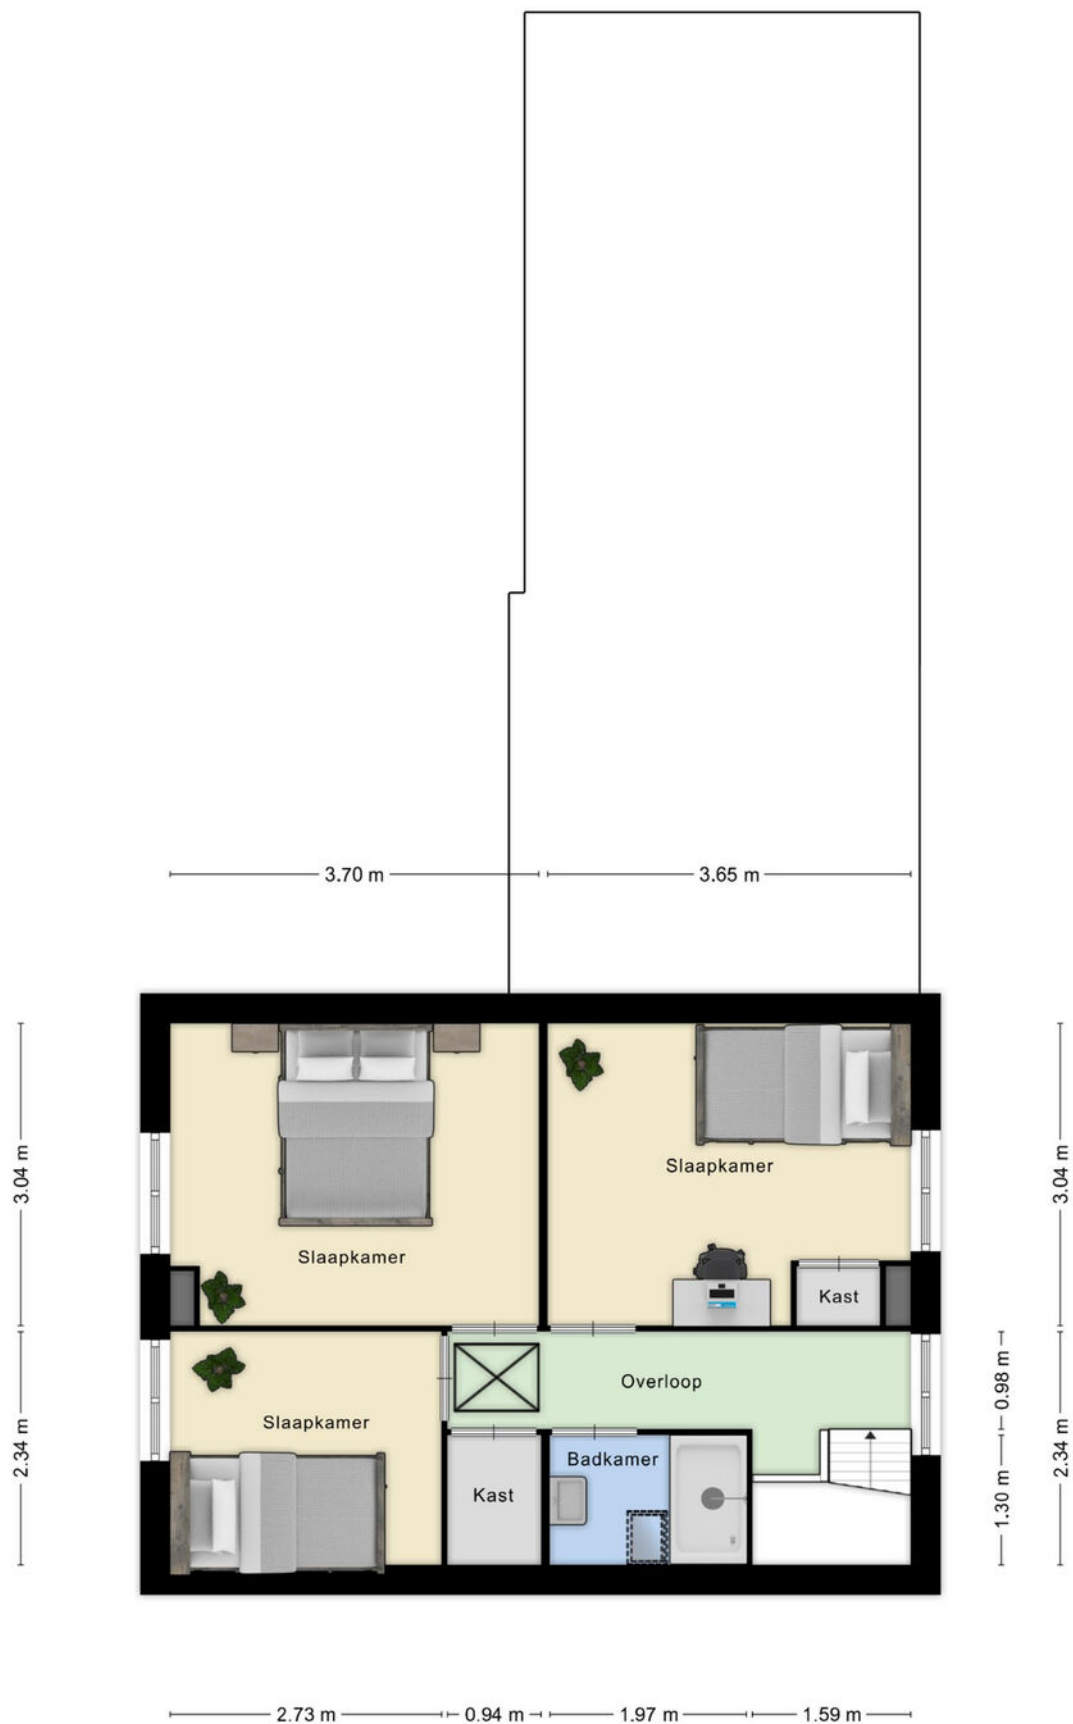 3.70 m
3.65 m
3.04 m
3.04 m
Slaapkamer
Slaapkamer
Kast
Overloop
0.98 m
Slaapkamer
2.34 m
2.34 m
Badkamer
Kast
1.30 m
2.73 m
0.94 m
1.97 m
1.59 m